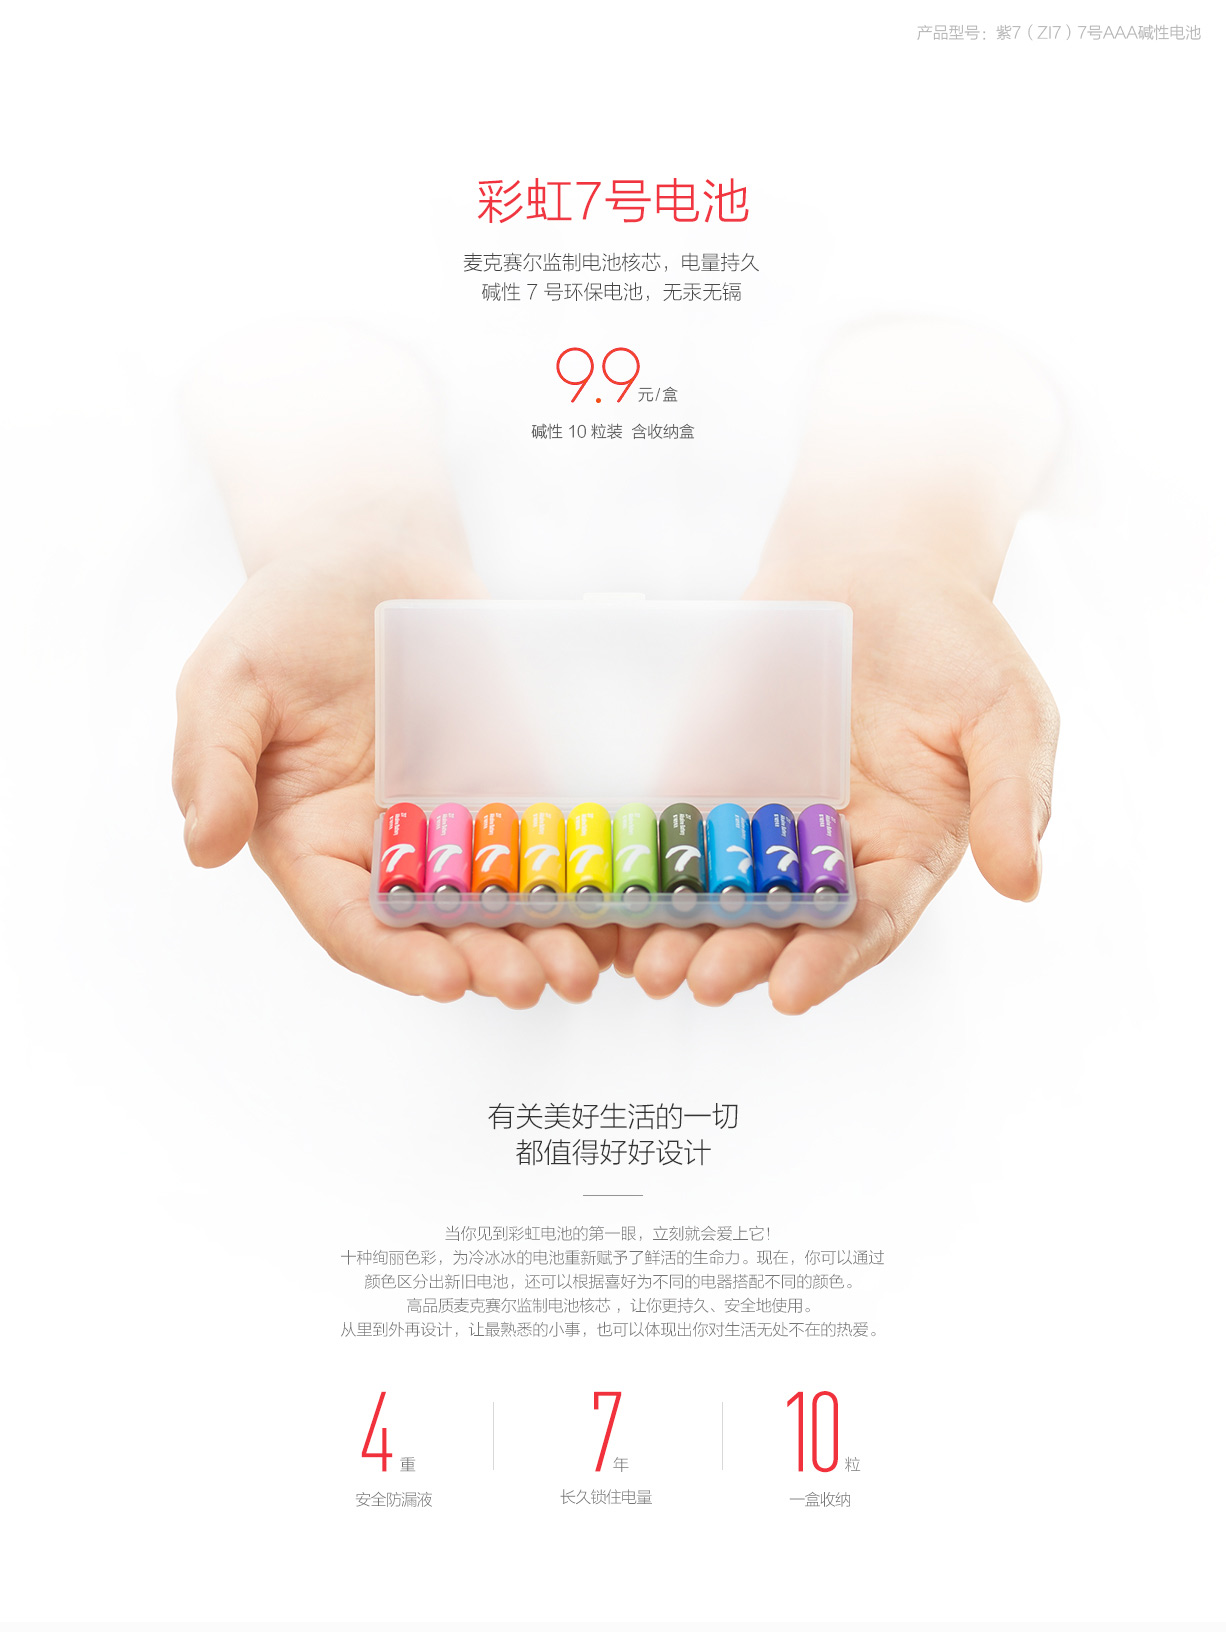 产品型号：紫7（ZI7）7号AAA碱性电池
彩虹7号电池
麦克赛尔监制电池核芯，电量持久
碱性 7 号环保电池，无汞无镉
9.9元/盒
碱性 10 粒装 含收纳盒
有关美好生活的一切
都值得好好设计
当你见到彩虹电池的第一眼，立刻就会爱上它！
十种绚丽色彩，为冷冰冰的电池重新赋予了鲜活的生命力。现在，你可以通过
颜色区分出新旧电池，还可以根据喜好为不同的电器搭配不同的颜色。
高品质麦克赛尔监制电池核芯 ，让你更持久、安全地使用。
从里到外再设计，让最熟悉的小事，也可以体现出你对生活无处不在的热爱。
4重
安全防漏液
7年
长久锁住电量
10粒
一盒收纳